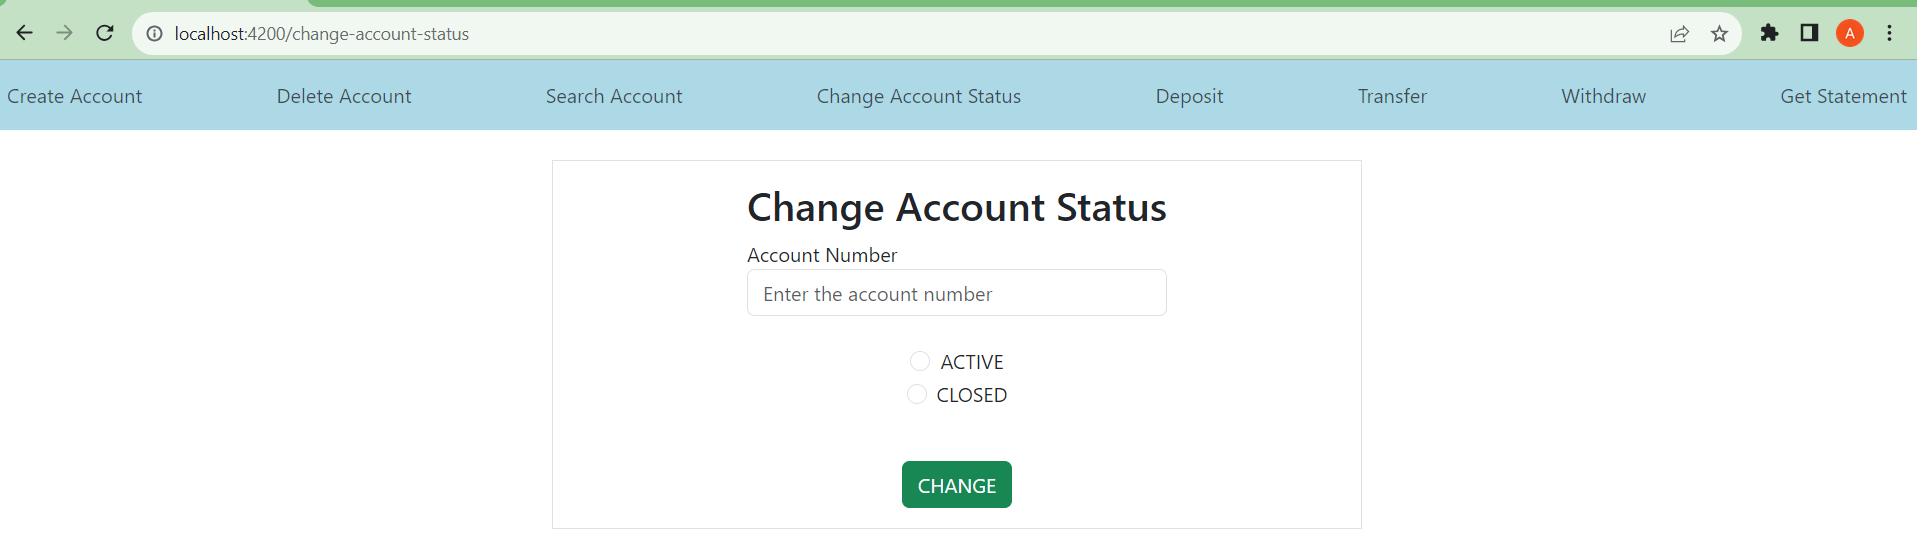 localhost:4200/change-account-status
A
Create Account Delete Account Search Account Change Account Status Deposit Transfer Withdraw Get Statement
Change Account Status
Account Number
Enter the account number
ACTIVE
CLOSED
CHANGE